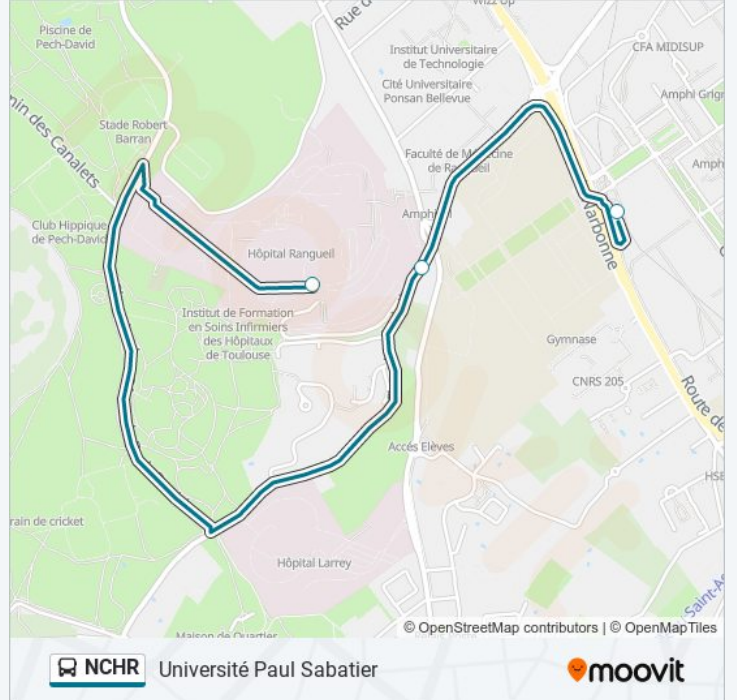 Wizz Up
Rue d
Piscine de
Pech-David
Institut Universitaire
de Technologie
CFA MIDISUP
Cité Universitaire
Ponsan Bellevue
Amphi Grign
min des Canalets
Stade Robert
Barran
Faculté de Médecine
de Rangueil
Amph
Amphi
Club Hippique
de Pech-David
Narbonne
Hôpital Rangueil
Institut de Formation
en Soins Infirmiers
des Hôpitaux
de Toulouse
Gymnase
CNRS 205
Route de
Accés Elèves
HSE
rain de cricket
Hôpital Larrey
Saint-A
Maison de Quartier
© OpenStreetMap contributors | © OpenMapTiles
NCHR Université Paul Sabatier
moovit